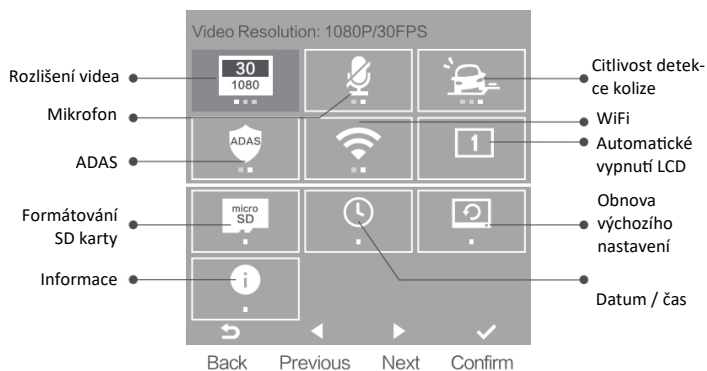 Video Resolution: 1080P/30FPS
Rozlišení videa
30
1080
Citlivost detek-
ce kolize
Mikrofon
WiFi
ADAS
ADAS
1
Automatické
vypnutí LCD
Formátování
SD karty
micro
SD
Obnova
výchozího
nastavení
Informace
i
Datum / čas
Back Previous Next Confirm